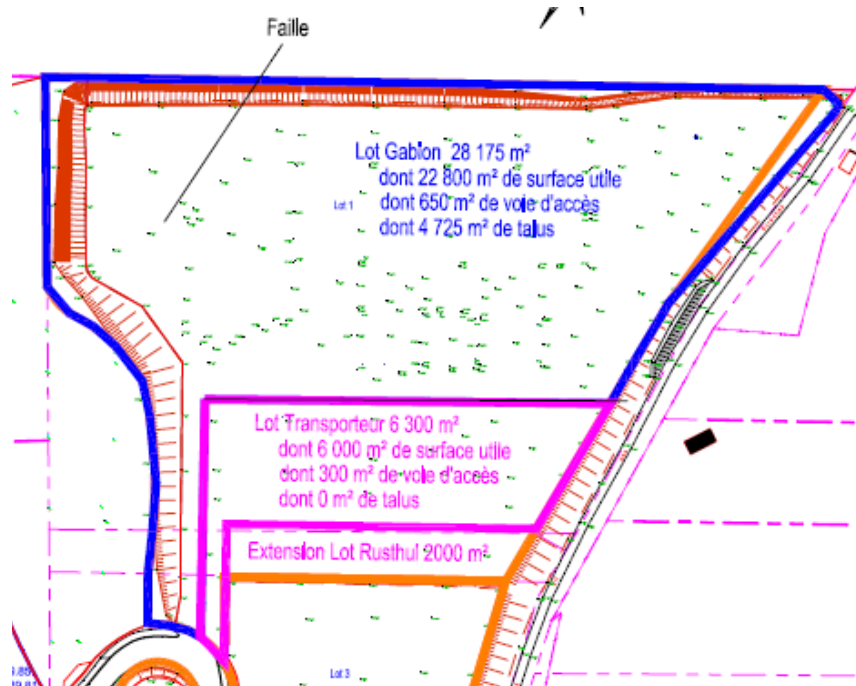 Faille
Lot Gabion 28 175 m²
dont 22 800 m² de surface utile
Lot 1
dont 650 m² de voie d'accès
dont 4 725 m² de talus
Lot Transporteur 6 300 m²
dont 6 000 m² de surface utile
dont 300 m² de voie d'accès
dont 0 m² de talus
Extension Lot Rusthul 2000 m²
Lot 3